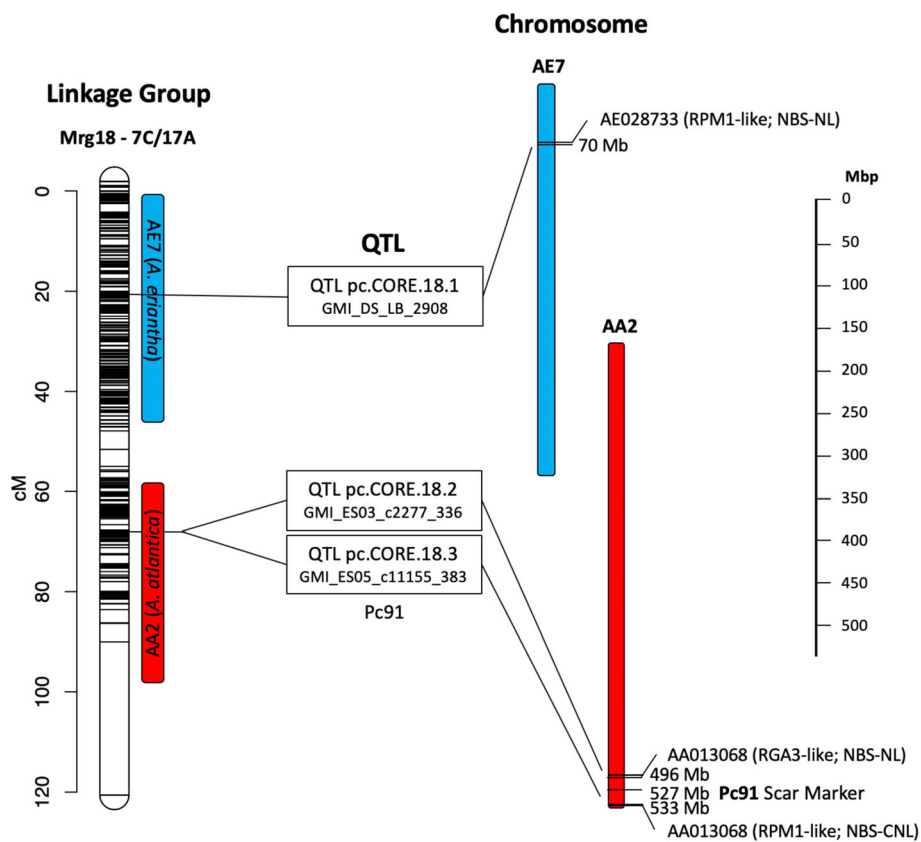 Chromosome
AE7
Linkage Group
Mrg18 - 7C/17A
AE028733 (RPM1-like; NBS-NL)
70 Mb
Mbp
0
50
100
150
200
250
300
350
400
450
500
cM
0
20
40
60
80
100
120
AE7 (A. eriantha)
AA2 (A. atlantica)
QTL
QTL pc.CORE.18.1
GMI_DS_LB_2908
AA2
QTL pc.CORE.18.2
GMI_ES03_c2277_336
QTL pc.CORE.18.3
GMI_ES05_c11155_383
Pc91
AA013068 (RGA3-like; NBS-NL)
496 Mb
527 Mb Pc91 Scar Marker
533 mb
AA013068 (RPM1-like; NBS-CNL)